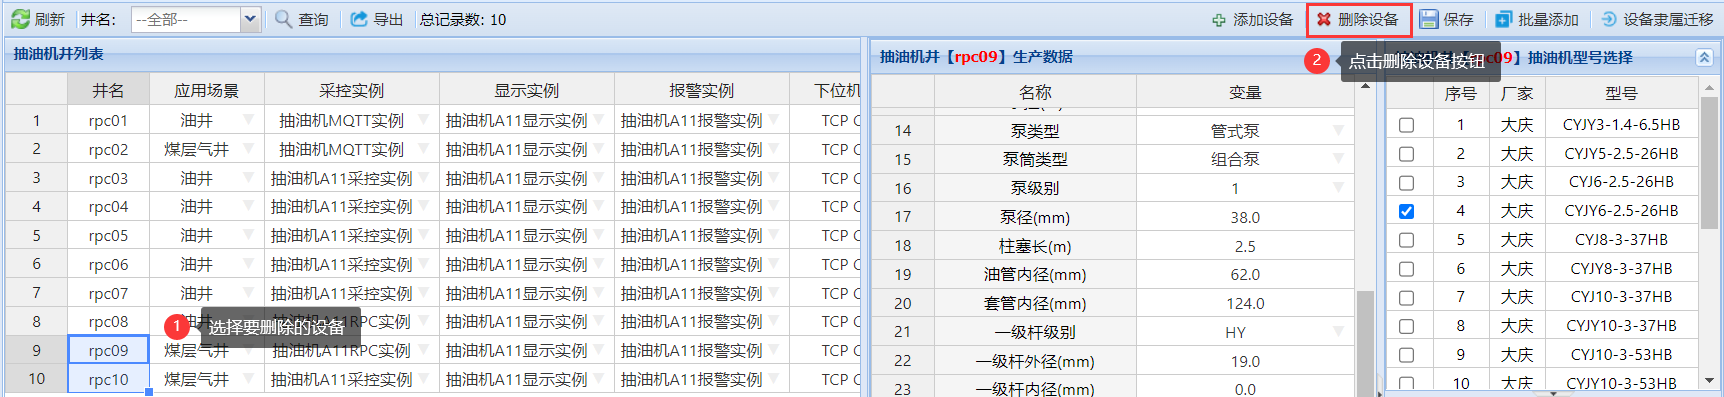 刷新 井名: --全部-- 查询 导出 总记录数: 10 添加设备 删除设备 保存 批量添加 设备隶属迁移
抽油机井列表
井名 应用场景 采控实例 显示实例 报警实例 下位机
1 rpc01 油井 抽油机MQTT实例 抽油机A11显示实例 抽油机A11报警实例 TCP C
2 rpc02 煤层气井 抽油机MQTT实例 抽油机A11显示实例 抽油机A11报警实例 TCP C
3 rpc03 油井 抽油机A11采控实例 抽油机A11显示实例 抽油机A11报警实例 TCP C
4 rpc04 油井 抽油机A11采控实例 抽油机A11显示实例 抽油机A11报警实例 TCP C
5 rpc05 油井 抽油机A11采控实例 抽油机A11显示实例 抽油机A11报警实例 TCP C
6 rpc06 油井 抽油机A11采控实例 抽油机A11显示实例 抽油机A11报警实例 TCP C
7 rpc07 油井 抽油机A11采控实例 抽油机A11显示实例 抽油机A11报警实例 TCP C
8 rpc08 油井 抽油机A11RPC实例 抽油机A11显示实例 抽油机A11报警实例 TCP C
1 选择要删除的设备
9 rpc09 煤层气井 抽油机A11RPC实例 抽油机A11显示实例 抽油机A11报警实例 TCP C
10 rpc10 煤层气井 抽油机A11采控实例 抽油机A11显示实例 抽油机A11报警实例 TCP C
抽油机井【rpc09】生产数据
2 点击删除设备按钮
名称 变量
14 泵类型 管式泵
15 泵筒类型 组合泵
16 泵级别 1
17 泵径(mm) 38.0
18 柱塞长(m) 2.5
19 油管内径(mm) 62.0
20 套管内径(mm) 124.0
21 一级杆级别 HY
22 一级杆外径(mm) 19.0
23 一级杆内径(mm) 0.0
【rpc09】抽油机型号选择
序号 厂家 型号
1 大庆 CYJY3-1.4-6.5HB
2 大庆 CYJY5-2.5-26HB
3 大庆 CYJ6-2.5-26HB
4 大庆 CYJY6-2.5-26HB
5 大庆 CYJ8-3-37HB
6 大庆 CYJY8-3-37HB
7 大庆 CYJ10-3-37HB
8 大庆 CYJY10-3-37HB
9 大庆 CYJ10-3-53HB
10 大庆 CYJY10-3-53HB